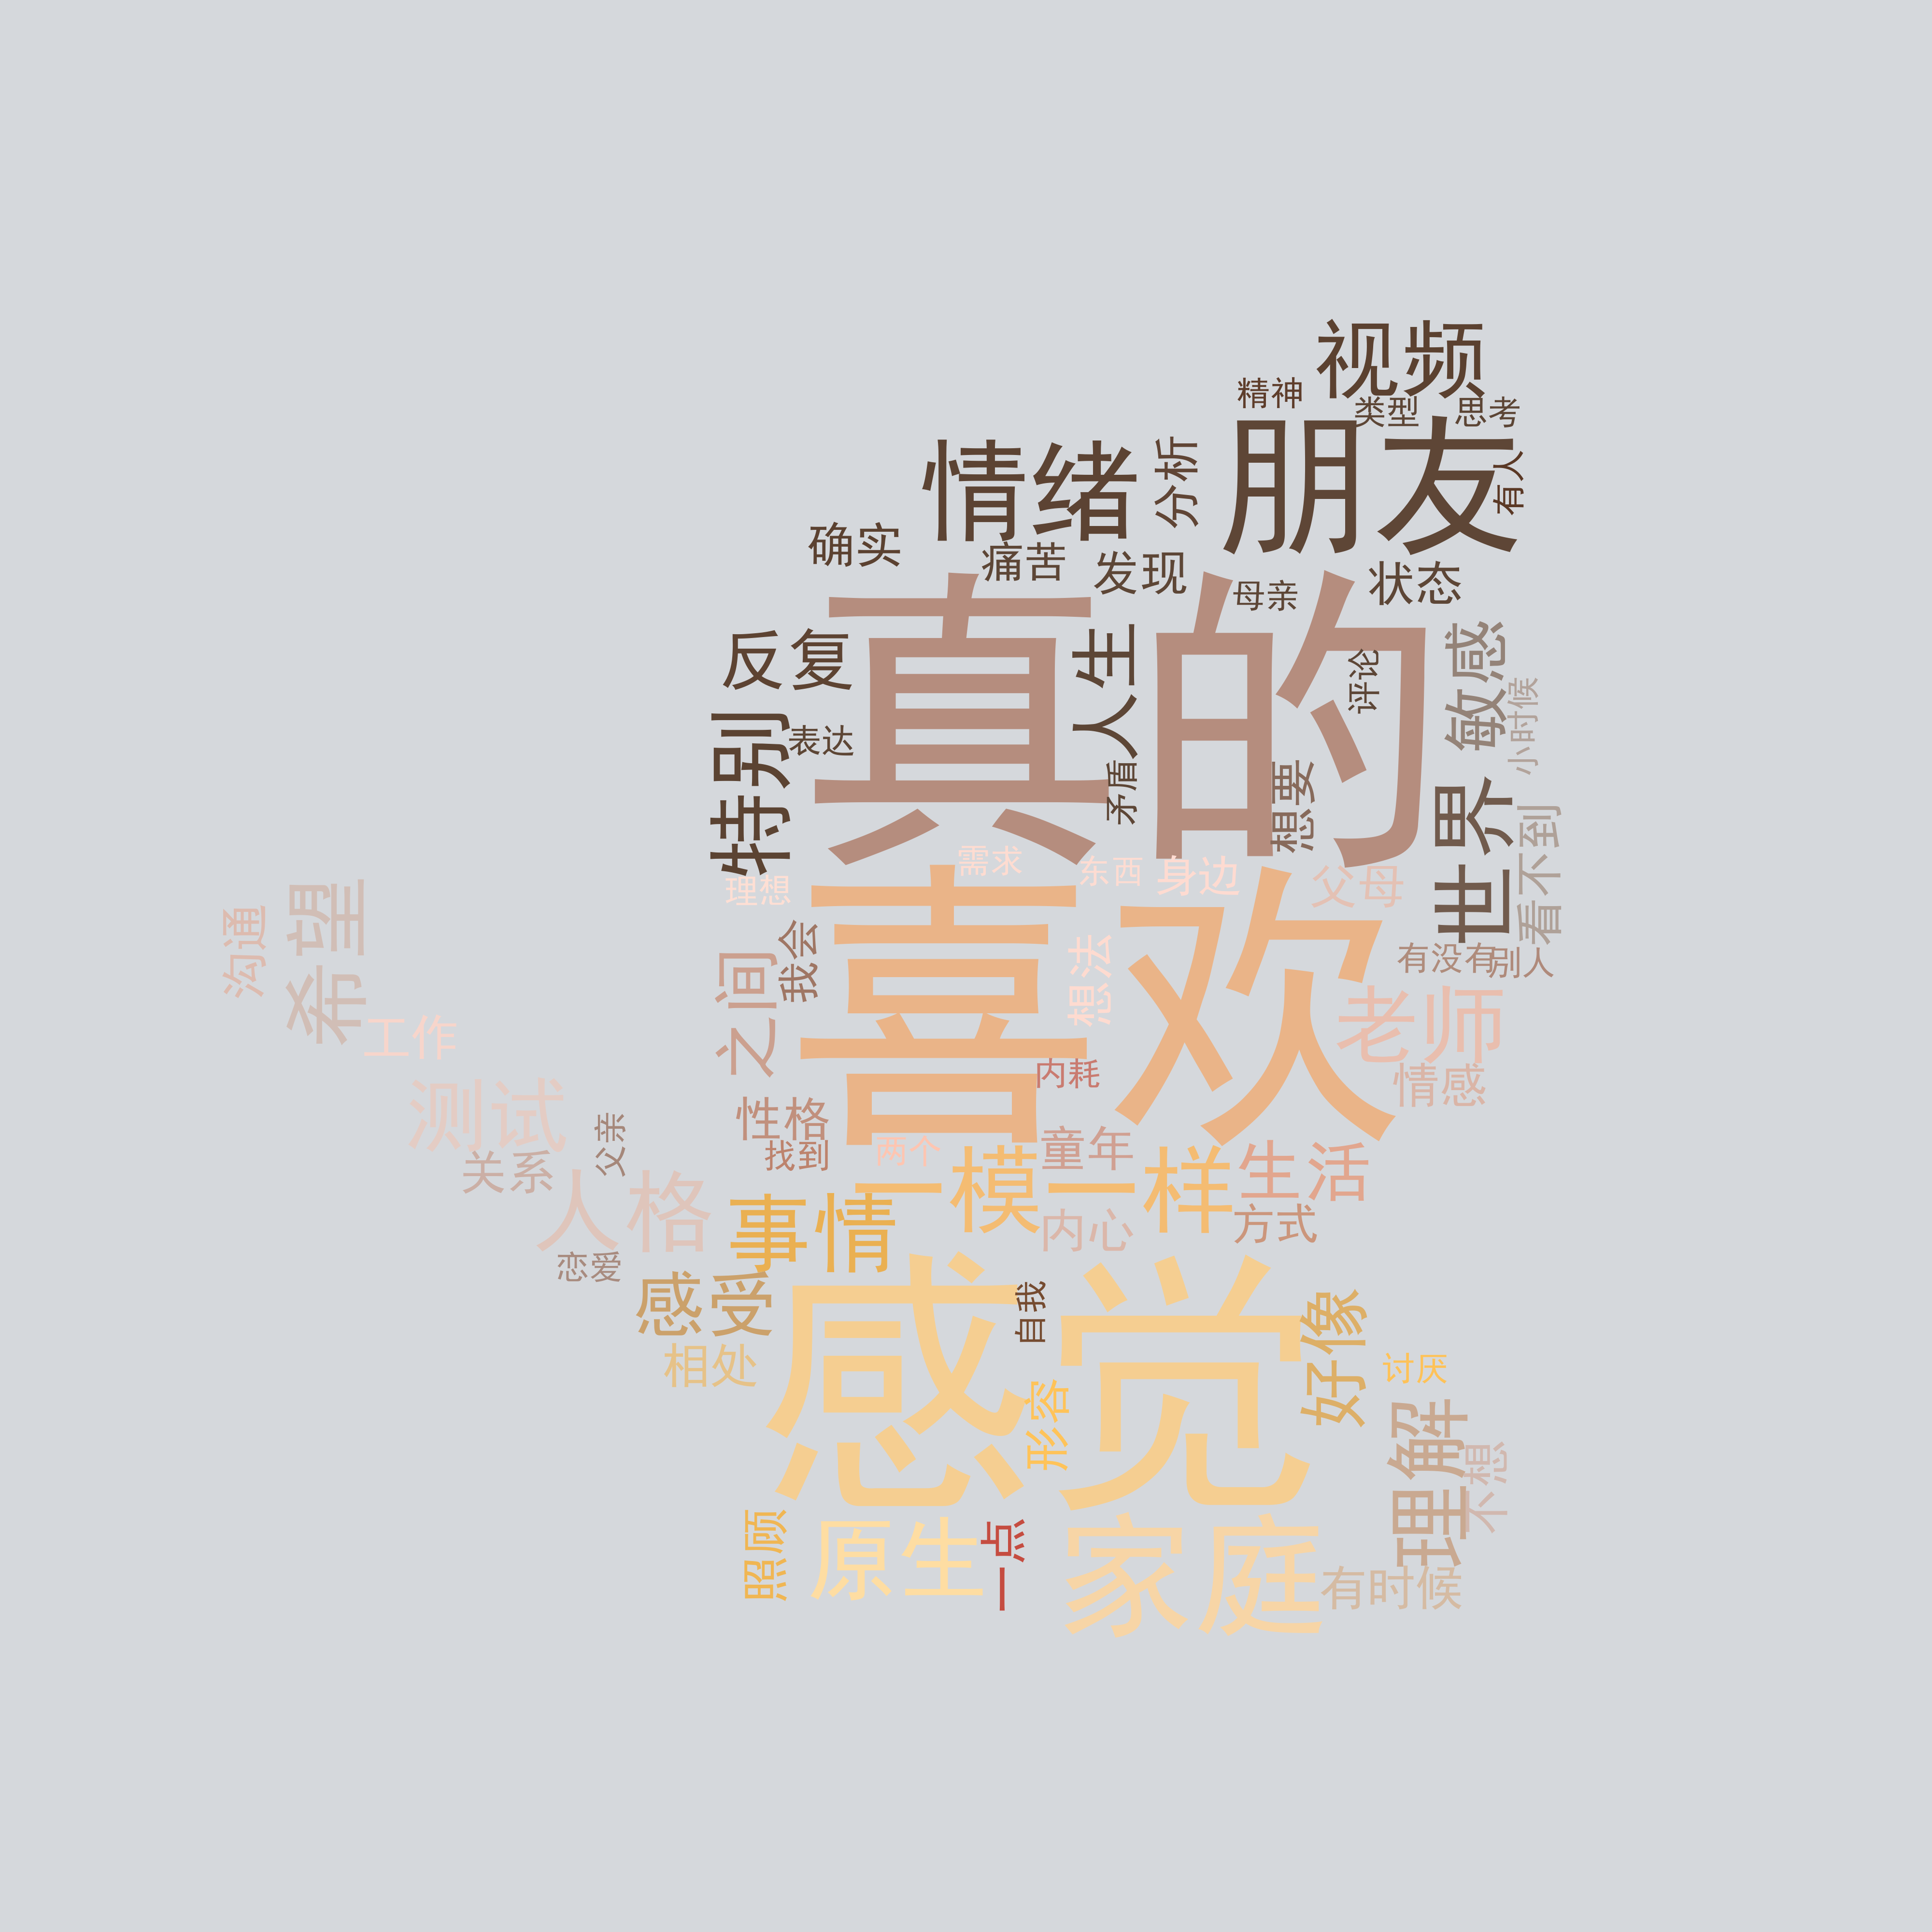 视频
精神
类型
思考
朋友
有人
情绪
分析
确实
痛苦
发现
母亲
状态
真的
反复
人生
评论
敏感
小时候
特别
表达
矛盾
想要
世界
看不到
需求
东西
身边
父母
理想
喜欢
我会
想法
有没有
别人
沟通
希望
之间
老师
工作
内耗
情感
测试
性格
父亲
找到
两个
童年
关系
一模一样
生活
人格
事情
内心
方式
恋爱
感受
感觉
自我
好像
相处
讨厌
形容
理解
不想
照顾
原生
一点
家庭
有时候